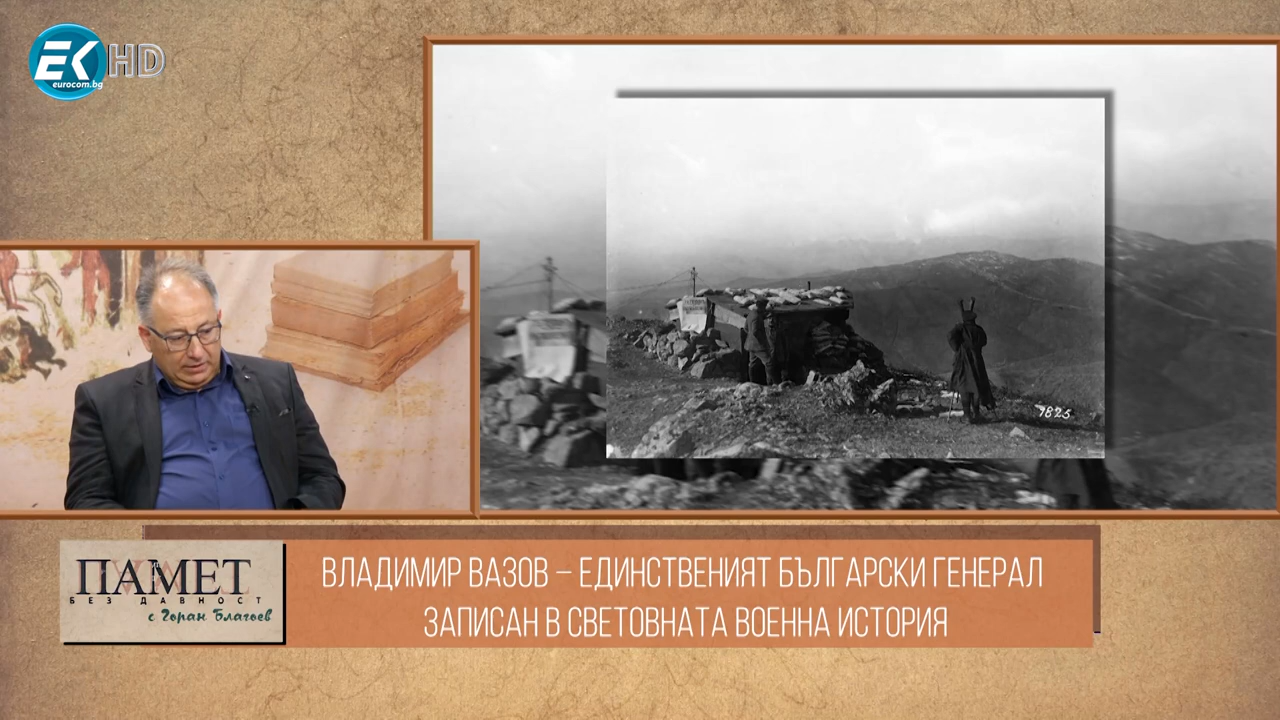 EK HD
eurocom.bg
7825
ПАМЕТ
БЕЗ ДАВНОСТ
с Горан Благоев
ВЛАДИМИР ВАЗОВ – ЕДИНСТВЕНИЯТ БЪЛГАРСКИ ГЕНЕРАЛ
ЗАПИСАН В СВЕТОВНАТА ВОЕННА ИСТОРИЯ